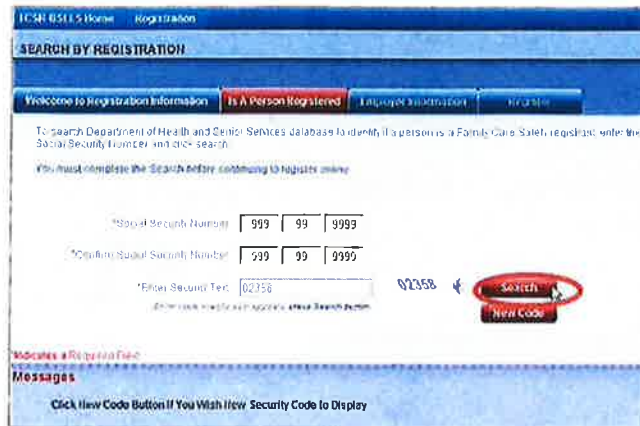 Home Registration
SEARCH BY REGISTRATION
Welcome to Registration Information Is A Person Registered Employer Information Register
To search Department of Health and Senior Services database to identify if a person is a Family Care Safety registrant enter the
Social Security Number and click search
You must complete the Search before continuing to register online
*Social Security Number 999 99 9999
*Confirm Social Security Number 999 99 9999
*Enter Security Text 02358 02358 Search
above Search button
New Code
*Indicates a Required Field
Messages
Click New Code Button If You Wish New Security Code to Display